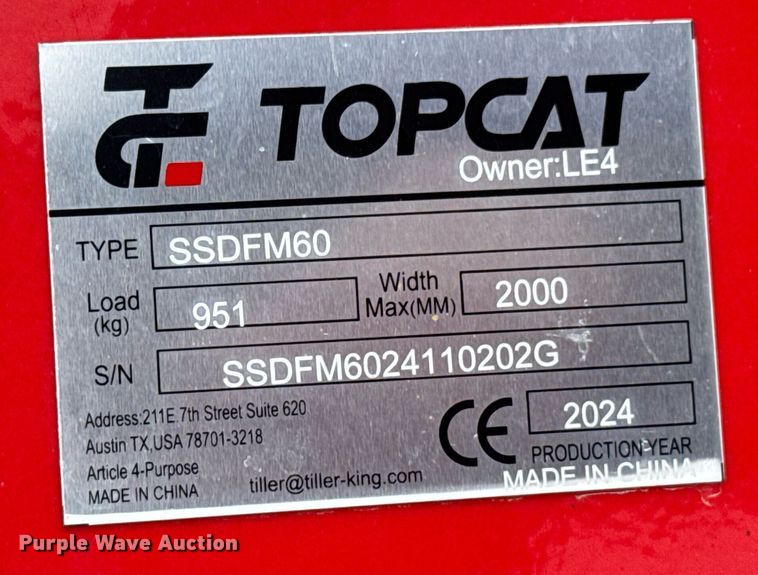 TOPCAT
Owner:LE4
TYPE SSDFM60
Load (kg) 951 Width Max(MM) 2000
S/N SSDFM6024110202G
Address:211E.7th Street Suite 620
Austin TX,USA 78701-3218
Article 4-Purpose
MADE IN CHINA
tiller@tiller-king.com
CE 2024
PRODUCTION-YEAR
MADE IN CHINA
Purple Wave Auction